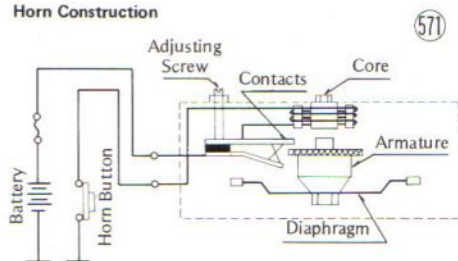 Horn Construction
571
Adjusting
Screw
Contacts
Core
Armature
Battery
Horn Button
Diaphragm